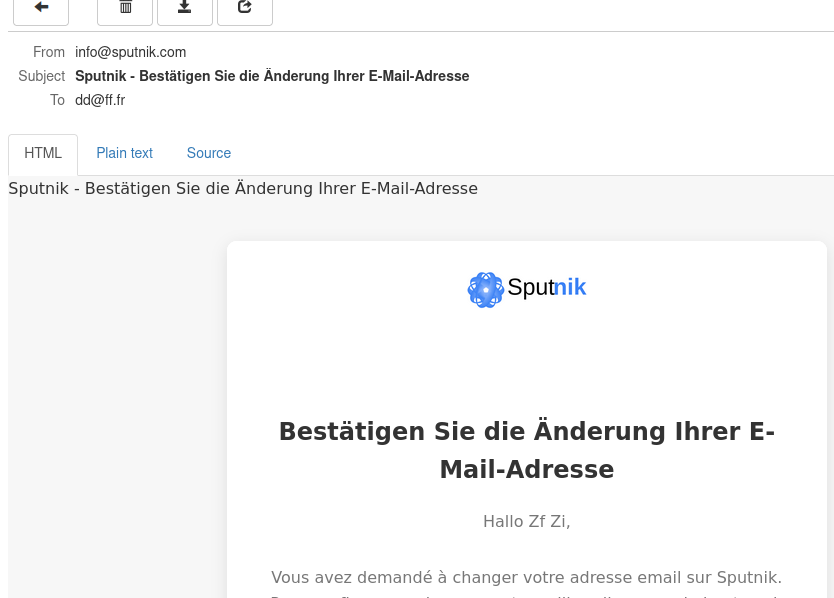 From info@sputnik.com
Subject Sputnik - Bestätigen Sie die Änderung Ihrer E-Mail-Adresse
To dd@ff.fr
HTML Plain text Source
Sputnik - Bestätigen Sie die Änderung Ihrer E-Mail-Adresse
Sputnik
Bestätigen Sie die Änderung Ihrer E-
Mail-Adresse
Hallo Zf Zi,
Vous avez demandé à changer votre adresse email sur Sputnik.